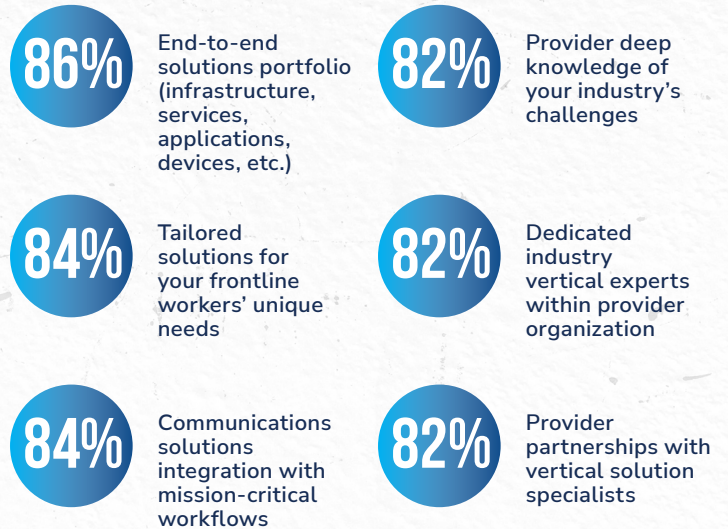 86%
End-to-end
solutions portfolio
(infrastructure,
services,
applications,
devices, etc.)
82%
Provider deep
knowledge of
your industry’s
challenges
84%
Tailored
solutions for
your frontline
workers’ unique
needs
82%
Dedicated
industry
vertical experts
within provider
organization
84%
Communications
solutions
integration with
mission-critical
workflows
82%
Provider
partnerships with
vertical solution
specialists